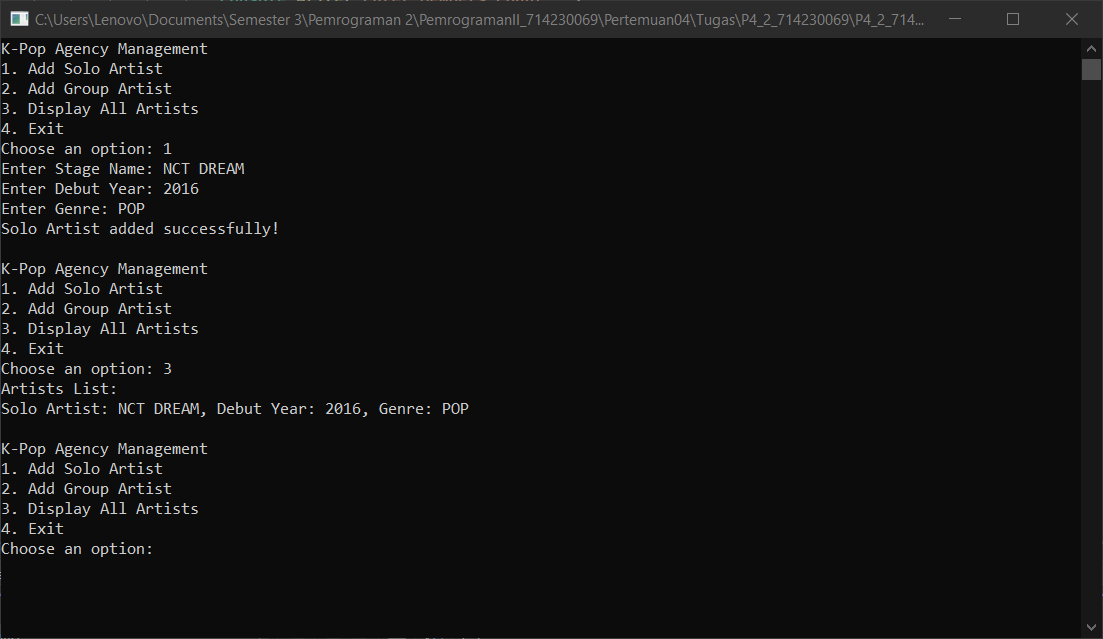 C:\Users\Lenovo\Documents\Semester 3\Pemrograman 2\PemrogramanII_714230069\Pertemuan04\Tugas\P4_2_714230069\P4_2_714...
K-Pop Agency Management
1. Add Solo Artist
2. Add Group Artist
3. Display All Artists
4. Exit
Choose an option: 1
Enter Stage Name: NCT DREAM
Enter Debut Year: 2016
Enter Genre: POP
Solo Artist added successfully!
K-Pop Agency Management
1. Add Solo Artist
2. Add Group Artist
3. Display All Artists
4. Exit
Choose an option: 3
Artists List:
Solo Artist: NCT DREAM, Debut Year: 2016, Genre: POP
K-Pop Agency Management
1. Add Solo Artist
2. Add Group Artist
3. Display All Artists
4. Exit
Choose an option: